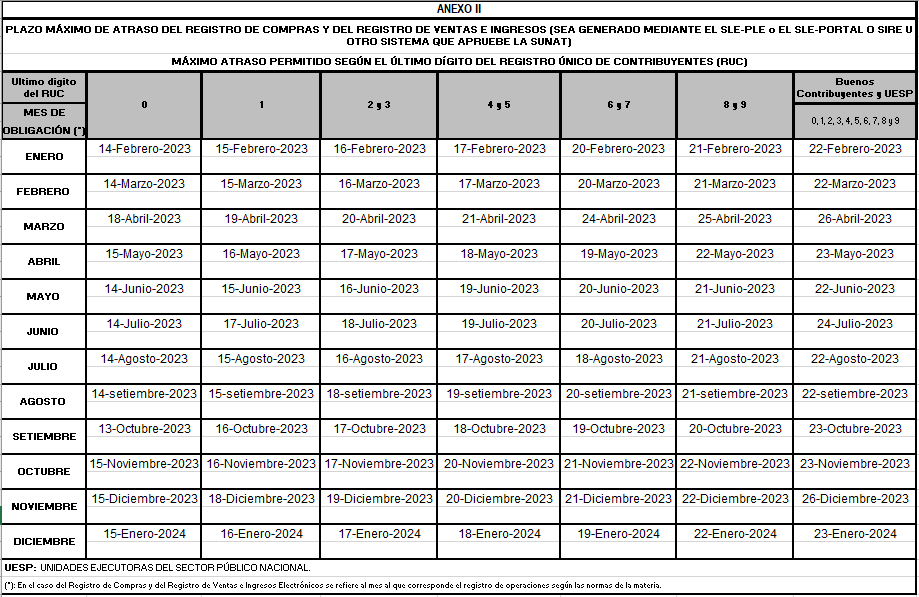 ANEXO II
PLAZO MÁXIMO DE ATRASO DEL REGISTRO DE COMPRAS Y DEL REGISTRO DE VENTAS E INGRESOS (SEA GENERADO MEDIANTE EL SLE-PLE o EL SLE-PORTAL O SIRE U
OTRO SISTEMA QUE APRUEBE LA SUNAT)
MÁXIMO ATRASO PERMITIDO SEGÚN EL ÚLTIMO DÍGITO DEL REGISTRO ÚNICO DE CONTRIBUYENTES (RUC)
Ultimo digito
del RUC
MES DE
OBLIGACIÓN (*)
0
1
2 y 3
4 y 5
6 y 7
8 y 9
Buenos
Contribuyentes y UESP
0, 1, 2, 3, 4, 5, 6, 7, 8 y 9
ENERO 14-Febrero-2023 15-Febrero-2023 16-Febrero-2023 17-Febrero-2023 20-Febrero-2023 21-Febrero-2023 22-Febrero-2023
FEBRERO 14-Marzo-2023 15-Marzo-2023 16-Marzo-2023 17-Marzo-2023 20-Marzo-2023 21-Marzo-2023 22-Marzo-2023
MARZO 18-Abril-2023 19-Abril-2023 20-Abril-2023 21-Abril-2023 24-Abril-2023 25-Abril-2023 26-Abril-2023
ABRIL 15-Mayo-2023 16-Mayo-2023 17-Mayo-2023 18-Mayo-2023 19-Mayo-2023 22-Mayo-2023 23-Mayo-2023
MAYO 14-Junio-2023 15-Junio-2023 16-Junio-2023 19-Junio-2023 20-Junio-2023 21-Junio-2023 22-Junio-2023
JUNIO 14-Julio-2023 17-Julio-2023 18-Julio-2023 19-Julio-2023 20-Julio-2023 21-Julio-2023 24-Julio-2023
JULIO 14-Agosto-2023 15-Agosto-2023 16-Agosto-2023 17-Agosto-2023 18-Agosto-2023 21-Agosto-2023 22-Agosto-2023
AGOSTO 14-setiembre-2023 15-setiembre-2023 18-setiembre-2023 19-setiembre-2023 20-setiembre-2023 21-setiembre-2023 22-setiembre-2023
SETIEMBRE 13-Octubre-2023 16-Octubre-2023 17-Octubre-2023 18-Octubre-2023 19-Octubre-2023 20-Octubre-2023 23-Octubre-2023
OCTUBRE 15-Noviembre-2023 16-Noviembre-2023 17-Noviembre-2023 20-Noviembre-2023 21-Noviembre-2023 22-Noviembre-2023 23-Noviembre-2023
NOVIEMBRE 15-Diciembre-2023 18-Diciembre-2023 19-Diciembre-2023 20-Diciembre-2023 21-Diciembre-2023 22-Diciembre-2023 26-Diciembre-2023
DICIEMBRE 15-Enero-2024 16-Enero-2024 17-Enero-2024 18-Enero-2024 19-Enero-2024 22-Enero-2024 23-Enero-2024
UESP: UNIDADES EJECUTORAS DEL SECTOR PÚBLICO NACIONAL.
(*): En el caso del Registro de Compras y del Registro de Ventas e Ingresos Electrónicos se refiere al mes al que corresponde el registro de operaciones según las normas de la materia.